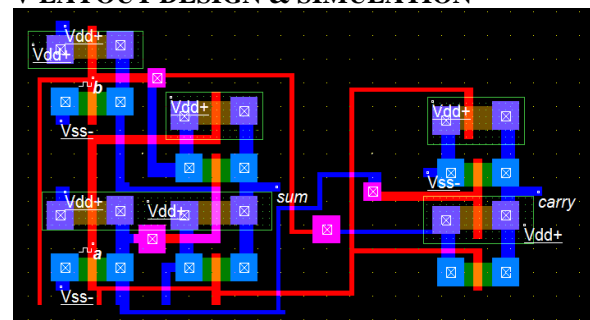 V LAYOUT DESIGN & SIMULATION
Vdd+
Vdd+
b
Vss-
Vdd+
Vdd+
Vss-
sum
carry
Vdd+
Vdd+
Vdd+
a
Vss-